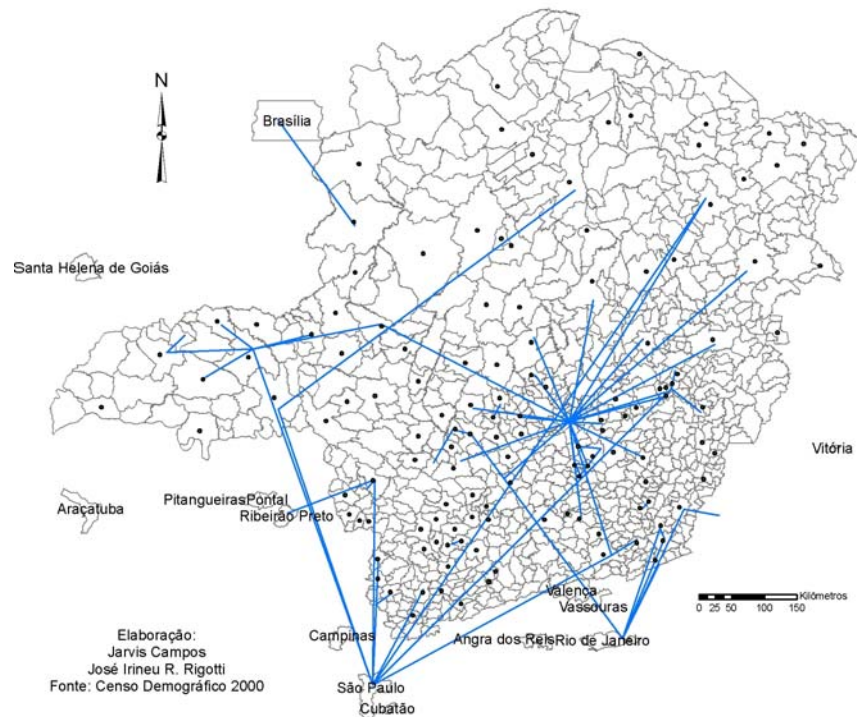 N
Brasília
Santa Helena de Goiás
Vitória
Araçatuba
Pitangueiras
Pontal
Ribeirão Preto
Valença
Vassouras
Kilômetros
0 25 50 100 150
Campinas
Angra dos Reis
Rio de Janeiro
Elaboração:
Jarvis Campos
José Irineu R. Rigotti
Fonte: Censo Demográfico 2000
São Paulo
Cubatão